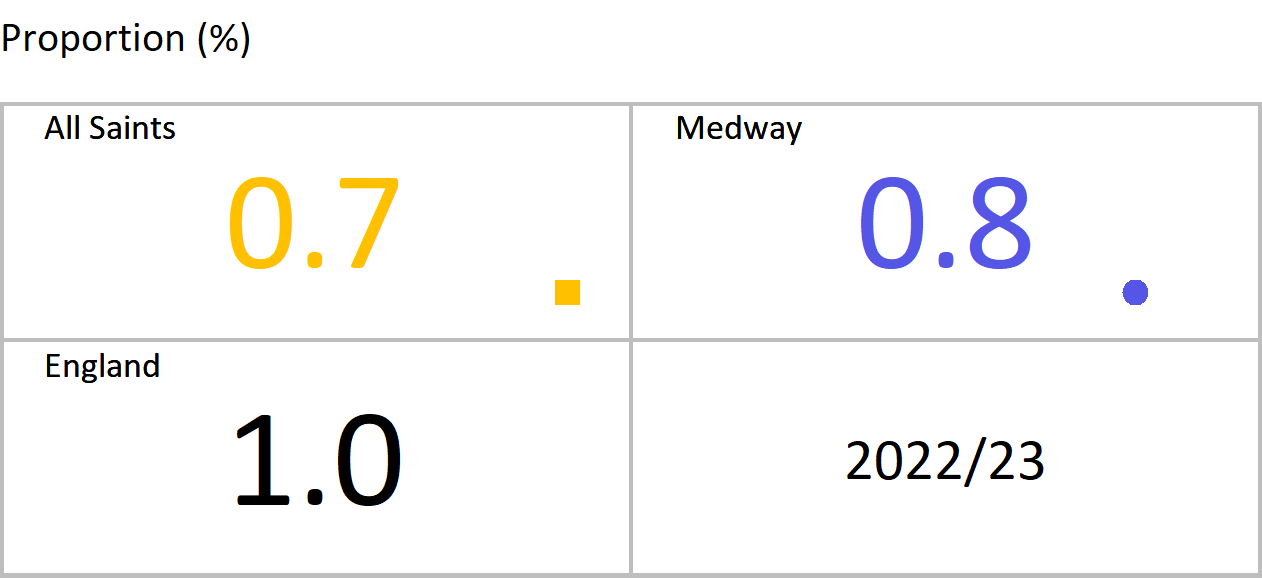 Proportion (%)
All Saints
0.7
Medway
0.8
England
1.0
2022/23